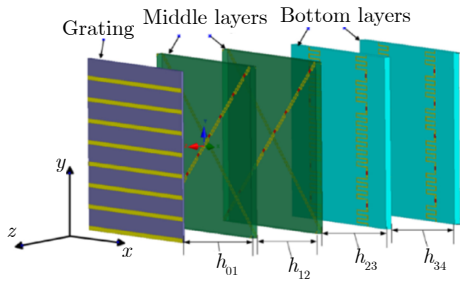 Grating
Middle layers
Bottom layers
y
z
x
h01
h12
h23
h34